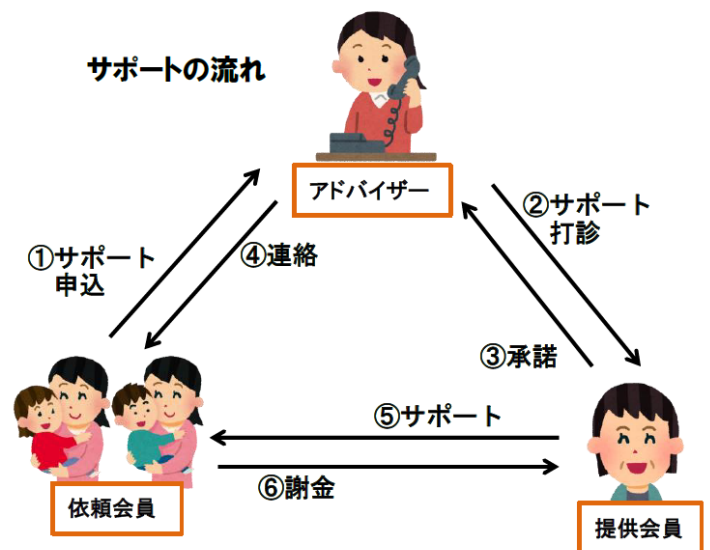 サポートの流れ
アドバイザー
①サポート
申込
④連絡
②サポート
打診
③承諾
⑤サポート
⑥謝金
依頼会員
提供会員